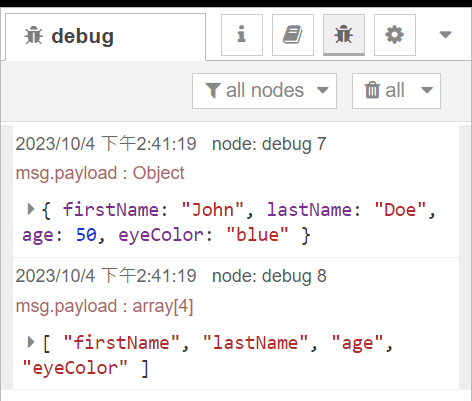 debug
all nodes
all
2023/10/4 下午2:41:19 node: debug 7
msg.payload : Object
{ firstName: "John", lastName: "Doe",
age: 50, eyeColor: "blue" }
2023/10/4 下午2:41:19 node: debug 8
msg.payload : array[4]
[ "firstName", "lastName", "age",
"eyeColor" ]